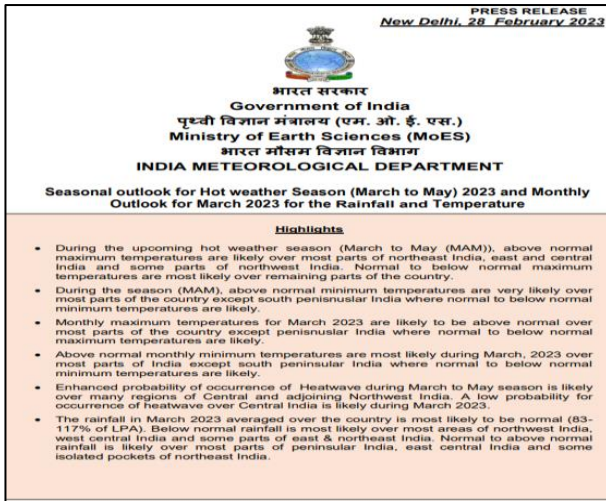 PRESS RELEASE
New Delhi, 28 February 2023
भारत सरकार
Government of India
पृथ्वी विज्ञान मंत्रालय (एम. ओ. ई. एस.)
Ministry of Earth Sciences (MoES)
भारत मौसम विज्ञान विभाग
INDIA METEOROLOGICAL DEPARTMENT
Seasonal outlook for Hot weather Season (March to May) 2023 and Monthly
Outlook for March 2023 for the Rainfall and Temperature
Highlights
• During the upcoming hot weather season (March to May (MAM)), above normal
maximum temperatures are likely over most parts of northeast India, east and central
India and some parts of northwest India. Normal to below normal maximum
temperatures are most likely over remaining parts of the country.
• During the season (MAM), above normal minimum temperatures are very likely over
most parts of the country except south penisnuslar India where normal to below normal
minimum temperatures are likely.
• Monthly maximum temperatures for March 2023 are likely to be above normal over
most parts of the country except penisnuslar India where normal to below normal
maximum temperatures are likely.
• Above normal monthly minimum temperatures are most likely during March, 2023 over
most parts of India except south peninsular India where normal to below normal
minimum temperatures are likely.
• Enhanced probability of occurrence of Heatwave during March to May season is likely
over many regions of Central and adjoining Northwest India. A low probability for
occurrence of heatwave over Central India is likely during March 2023.
• The rainfall in March 2023 averaged over the country is most likely to be normal (83-
117% of LPA). Below normal rainfall is most likely over most areas of northwest India,
west central India and some parts of east & northeast India. Normal to above normal
rainfall is likely over most parts of peninsular India, east central India and some
isolated pockets of northeast India.